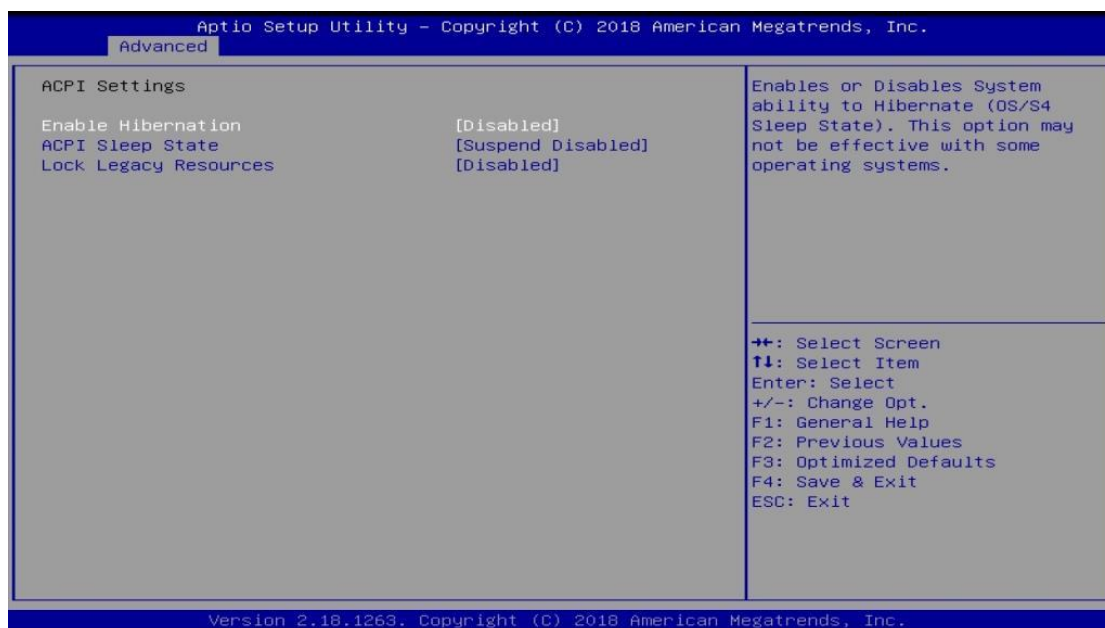 Aptio Setup Utility – Copyright (C) 2018 American Megatrends, Inc.
Advanced
ACPI Settings
Enable Hibernation [Disabled]
ACPI Sleep State [Suspend Disabled]
Lock Legacy Resources [Disabled]
Enables or Disables System
ability to Hibernate (OS/S4
Sleep State). This option may
not be effective with some
operating systems.
→←: Select Screen
↑↓: Select Item
Enter: Select
+/-: Change Opt.
F1: General Help
F2: Previous Values
F3: Optimized Defaults
F4: Save & Exit
ESC: Exit
Version 2.18.1263. Copyright (C) 2018 American Megatrends, Inc.